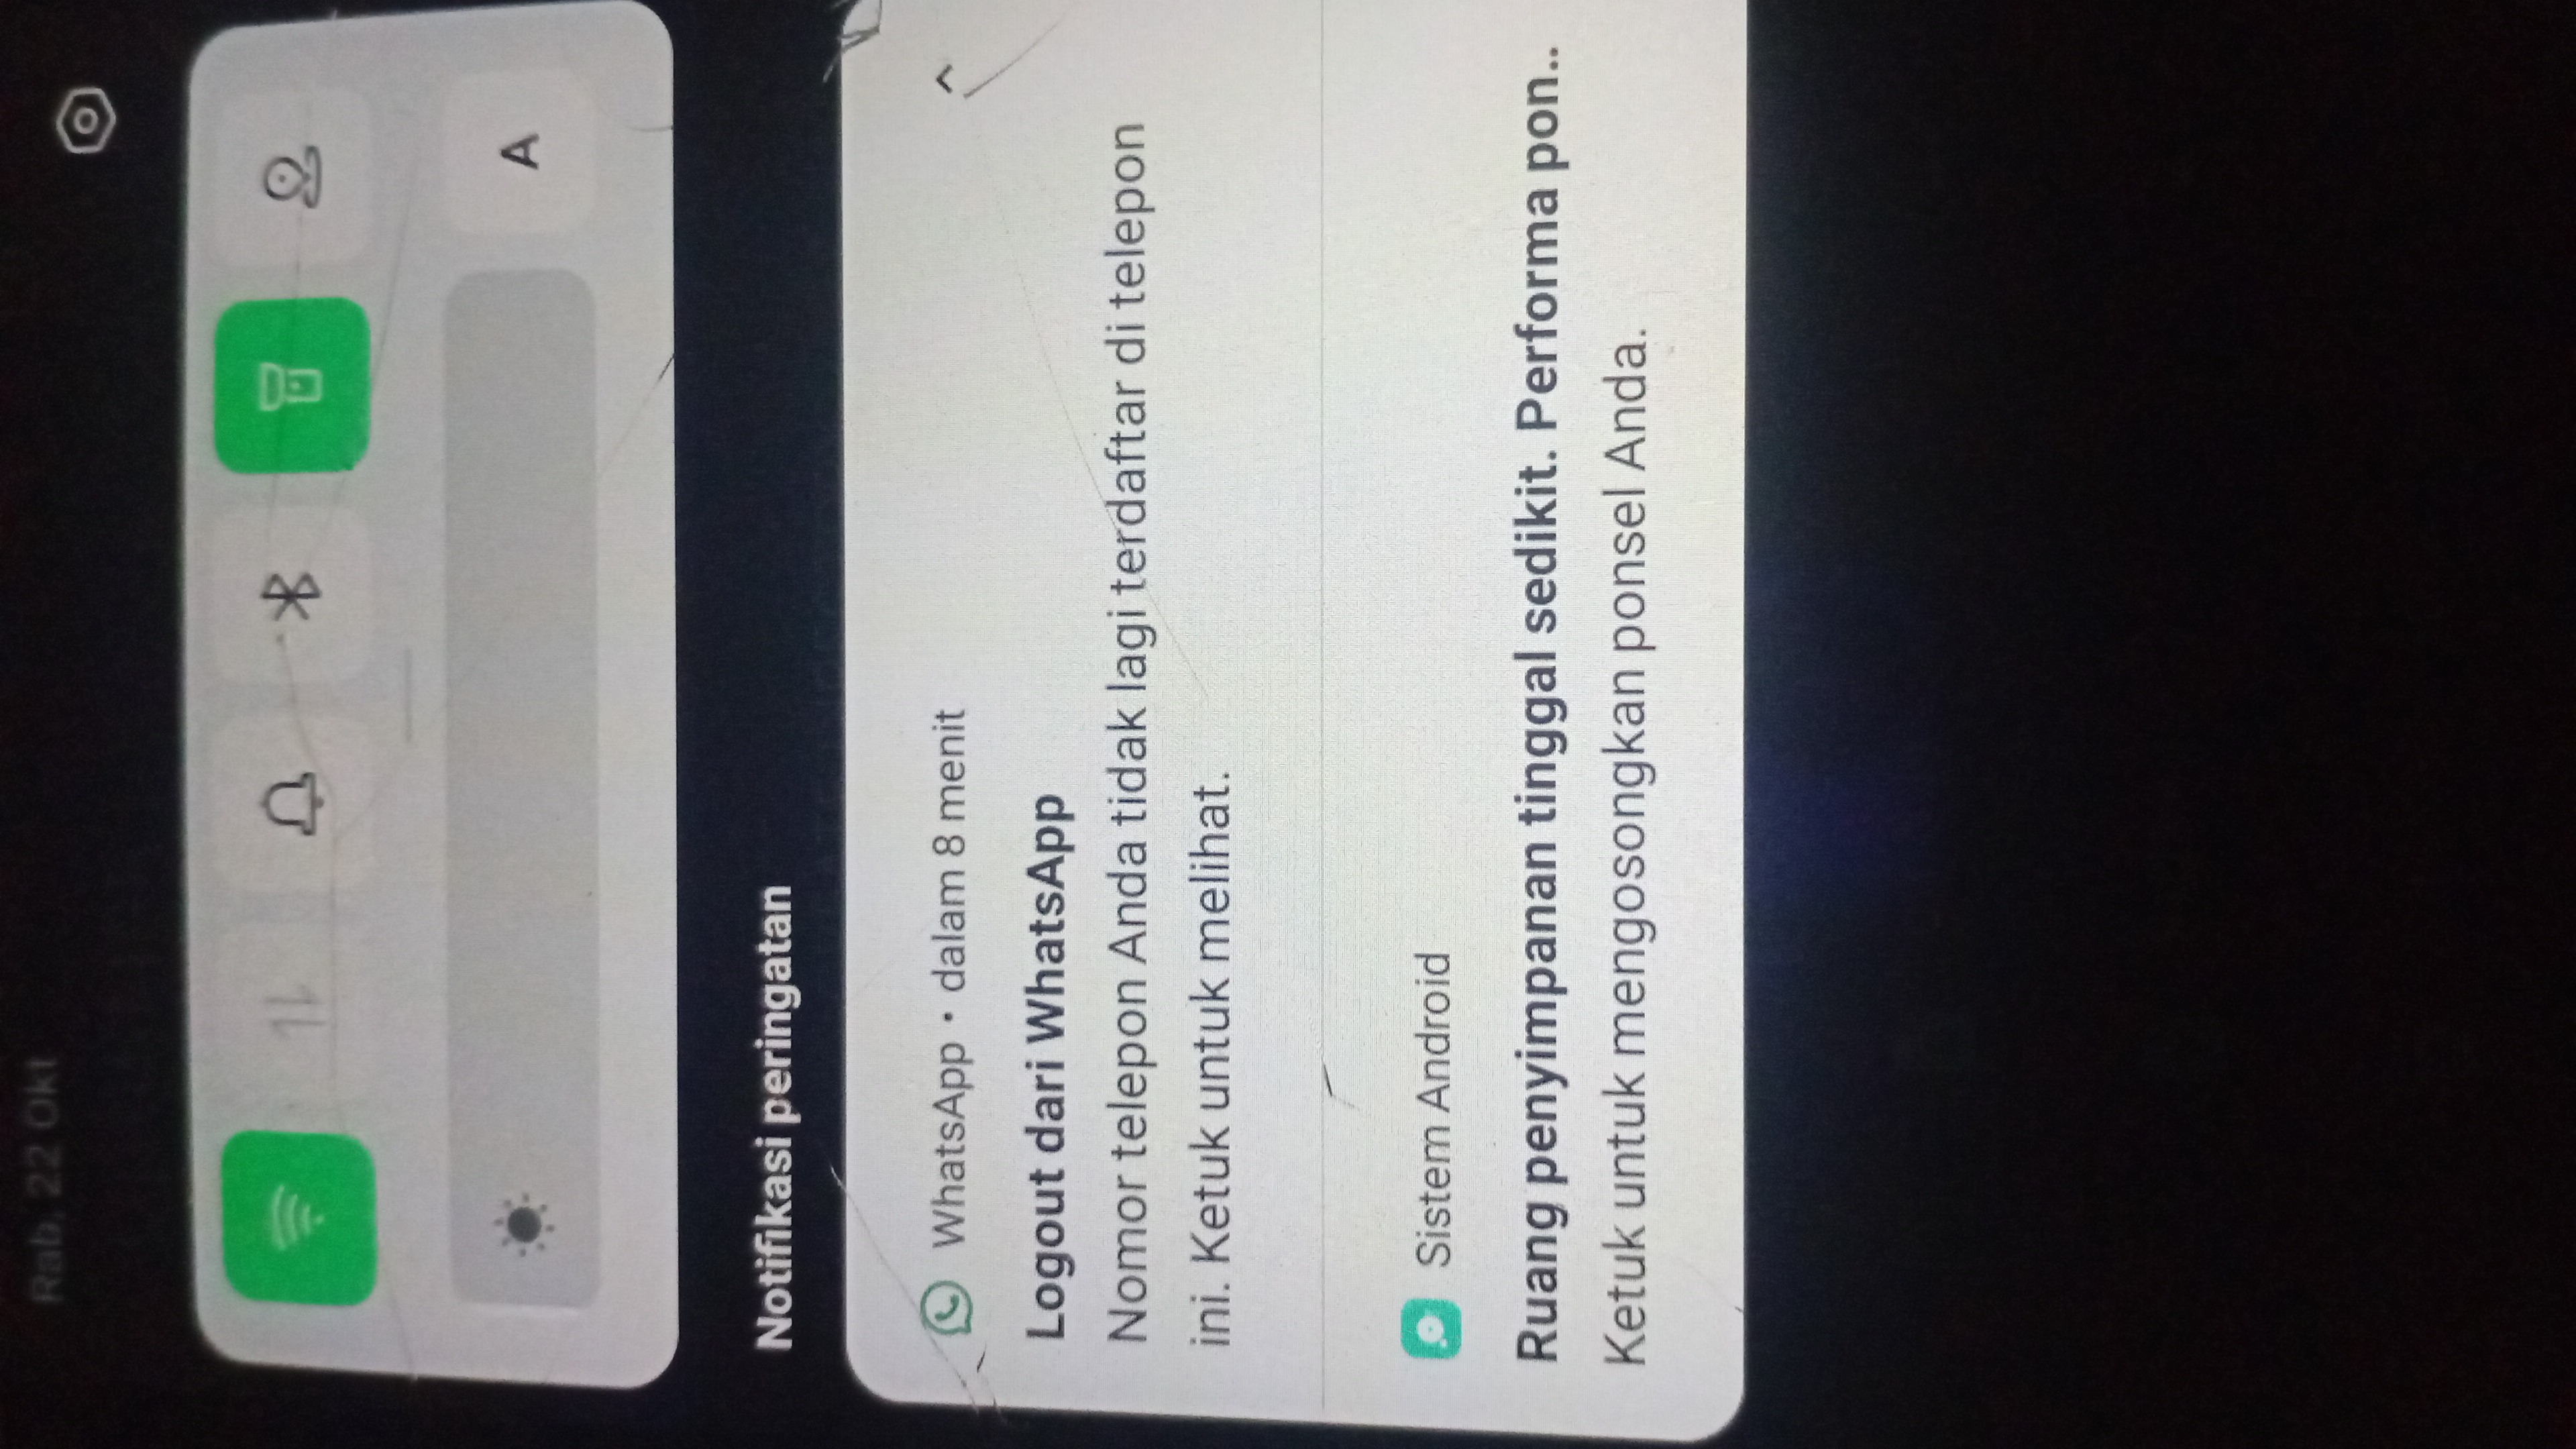 Rab, 22 Okt
A
Notifikasi peringatan
WhatsApp • dalam 8 menit
Logout dari WhatsApp
Nomor telepon Anda tidak lagi terdaftar di telepon
ini. Ketuk untuk melihat.
Sistem Android
Ruang penyimpanan tinggal sedikit. Performa pon..
Ketuk untuk mengosongkan ponsel Anda.